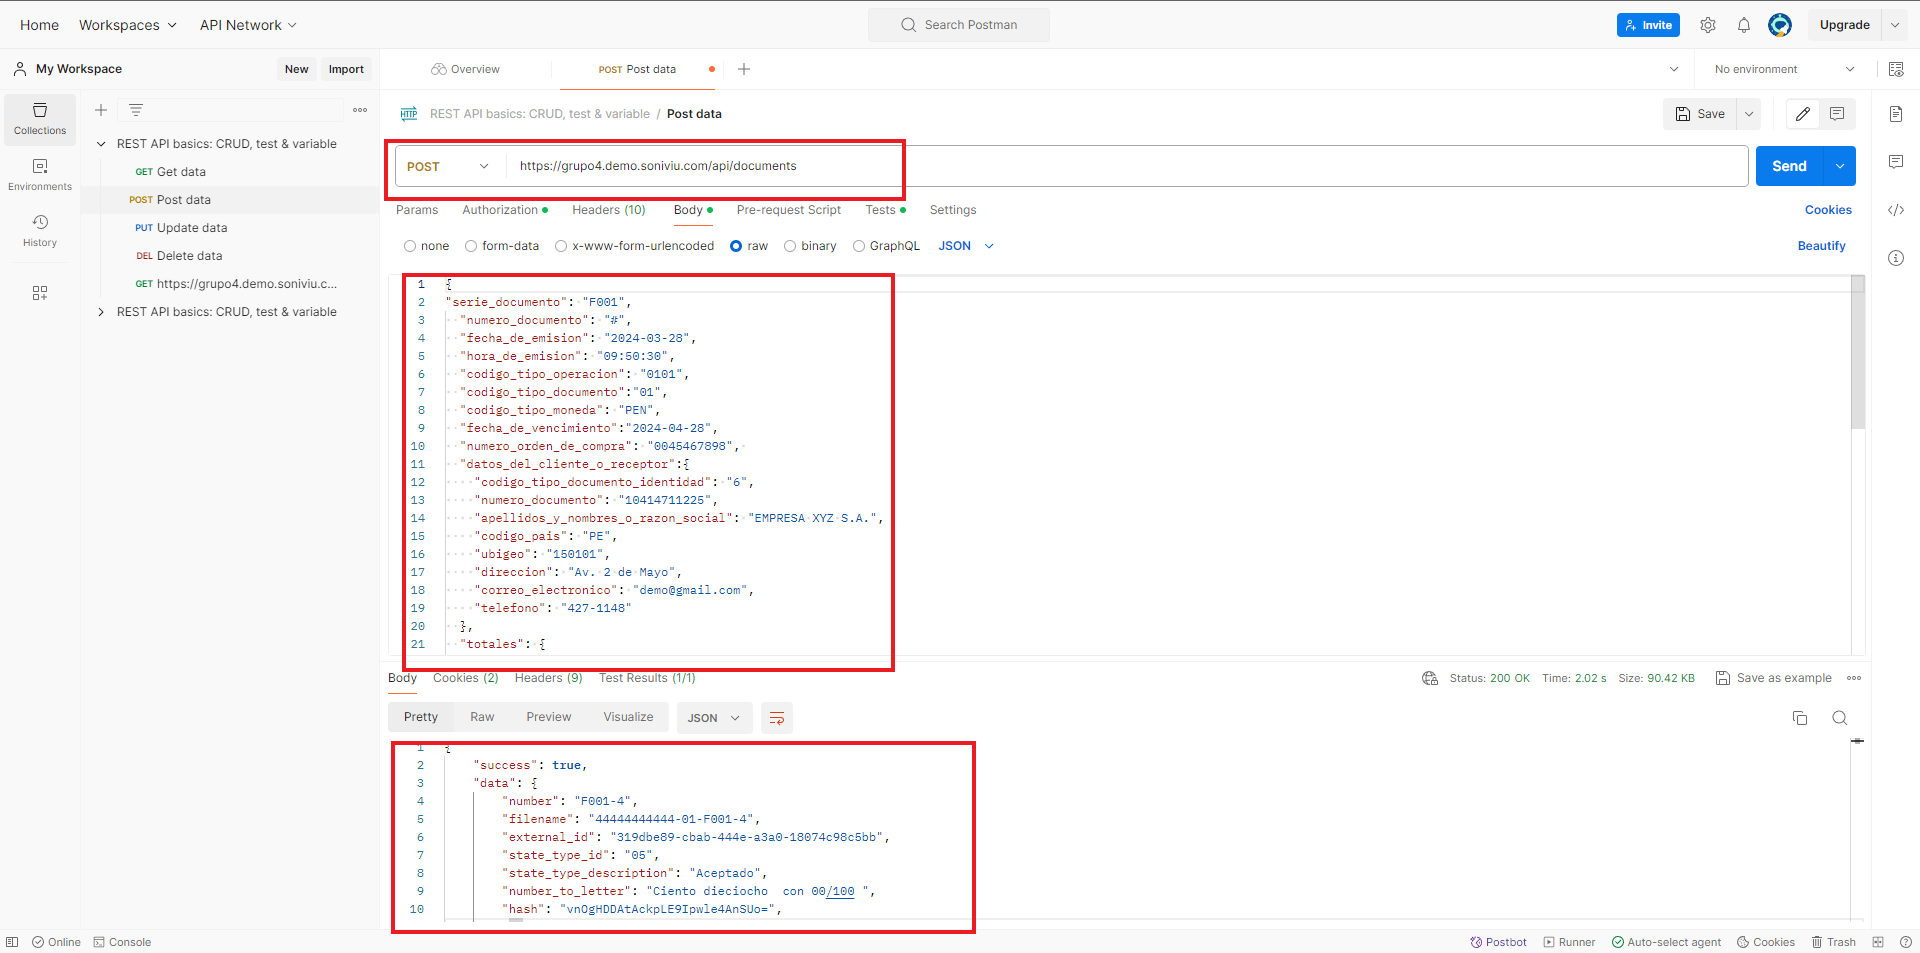 Home Workspaces API Network Search Postman Invite Upgrade
My Workspace New Import Overview POST Post data No environment
Collections
Environments
History
REST API basics: CRUD, test & variable
GET Get data
POST Post data
PUT Update data
DEL Delete data
GET https://grupo4.demo.soniviu.c...
REST API basics: CRUD, test & variable
HTTP REST API basics: CRUD, test & variable / Post data Save
POST https://grupo4.demo.soniviu.com/api/documents Send
Params Authorization Headers (10) Body Pre-request Script Tests Settings Cookies
none form-data x-www-form-urlencoded raw binary GraphQL JSON Beautify
1 {
2 "serie_documento": "F001",
3 "numero_documento": "#",
4 "fecha_de_emision": "2024-03-28",
5 "hora_de_emision": "09:50:30",
6 "codigo_tipo_operacion": "0101",
7 "codigo_tipo_documento":"01",
8 "codigo_tipo_moneda": "PEN",
9 "fecha_de_vencimiento":"2024-04-28",
10 "numero_orden_de_compra": "0045467898",
11 "datos_del_cliente_o_receptor":{
12 "codigo_tipo_documento_identidad": "6",
13 "numero_documento": "10414711225",
14 "apellidos_y_nombres_o_razon_social": "EMPRESA XYZ S.A.",
15 "codigo_pais": "PE",
16 "ubigeo": "150101",
17 "direccion": "Av. 2 de Mayo",
18 "correo_electronico": "demo@gmail.com",
19 "telefono": "427-1148"
20 },
21 "totales": {
Body Cookies (2) Headers (9) Test Results (1/1) Status: 200 OK Time: 2.02 s Size: 90.42 KB Save as example
Pretty Raw Preview Visualize JSON
1 {
2 "success": true,
3 "data": {
4 "number": "F001-4",
5 "filename": "44444444444-01-F001-4",
6 "external_id": "319dbe89-cbab-444e-a3a0-18074c98c5bb",
7 "state_type_id": "05",
8 "state_type_description": "Aceptado",
9 "number_to_letter": "Ciento dieciocho  con 00/100 ",
10 "hash": "vnOgHDDAtAckpLE9Ipwle4AnSUo=",
Online Console Postbot Runner Auto-select agent Cookies Trash